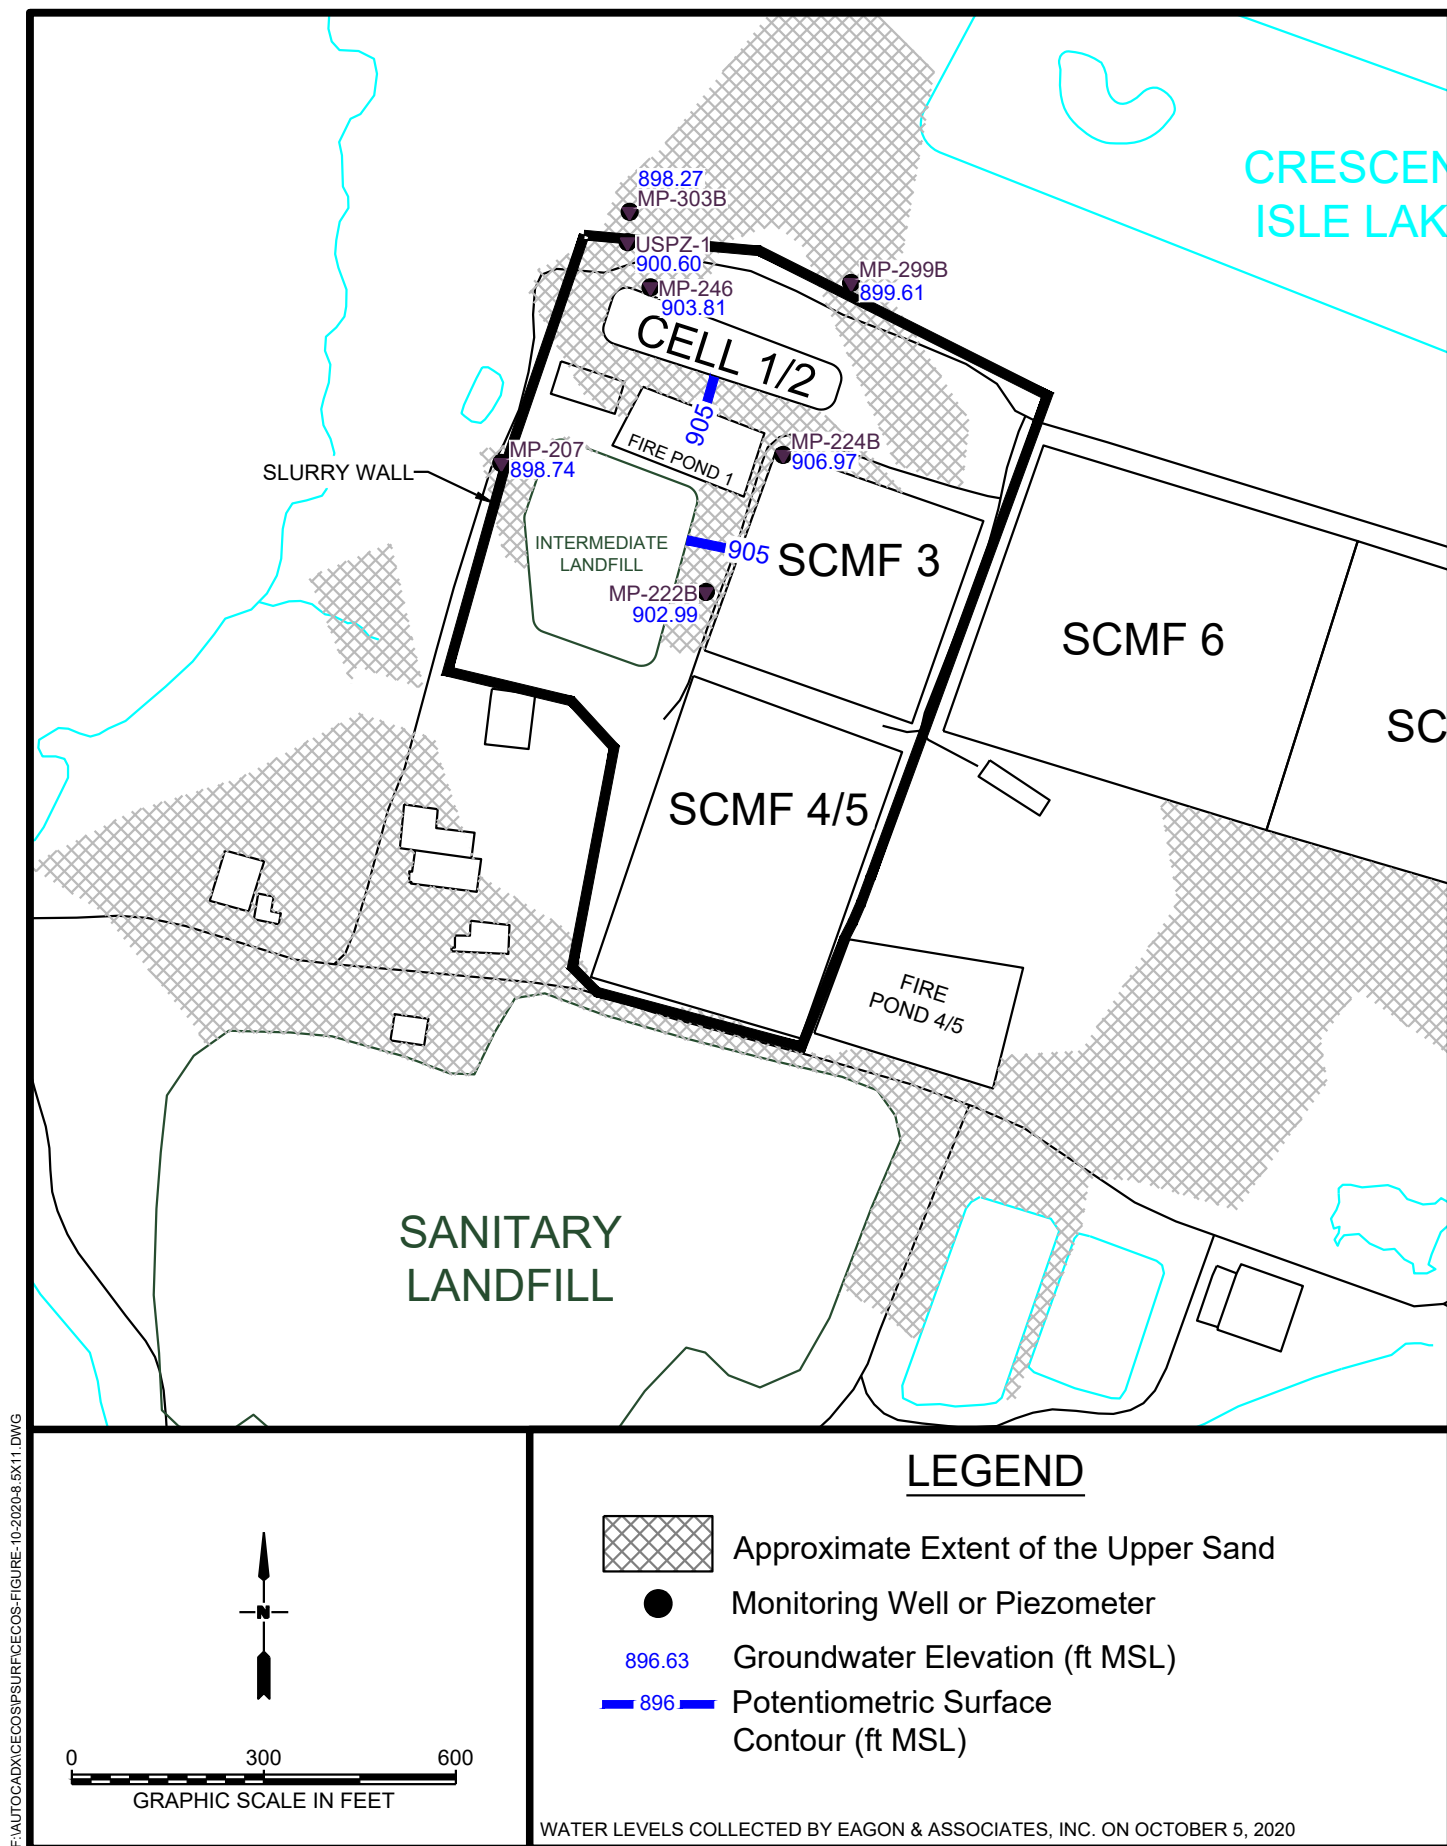 CRESCEN
ISLE LAK
898.27
MP-303B
USPZ-1
900.60
MP-299B
899.61
MP-246
903.81
CELL 1/2
905
FIRE POND 1
MP-224B
906.97
MP-207
898.74
SLURRY WALL
INTERMEDIATE
LANDFILL
905
SCMF 3
MP-222B
902.99
SCMF 6
SC
SCMF 4/5
FIRE
POND 4/5
SANITARY
LANDFILL
F:\AUTOCADX\CECOS\PSURF\CECOS-FIGURE-10-2020-8.5X11.DWG
N
0 300 600
GRAPHIC SCALE IN FEET
LEGEND
Approximate Extent of the Upper Sand
Monitoring Well or Piezometer
896.63 Groundwater Elevation (ft MSL)
896 Potentiometric Surface
Contour (ft MSL)
WATER LEVELS COLLECTED BY EAGON & ASSOCIATES, INC. ON OCTOBER 5, 2020